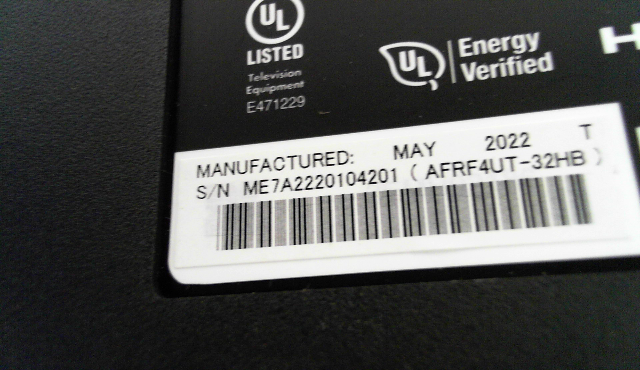 UL
LISTED
Television
Equipment
E471229
UL Energy
Verified
H
MANUFACTURED: MAY 2022 T
S/N ME7A2220104201 ( AFRF4UT-32HB )